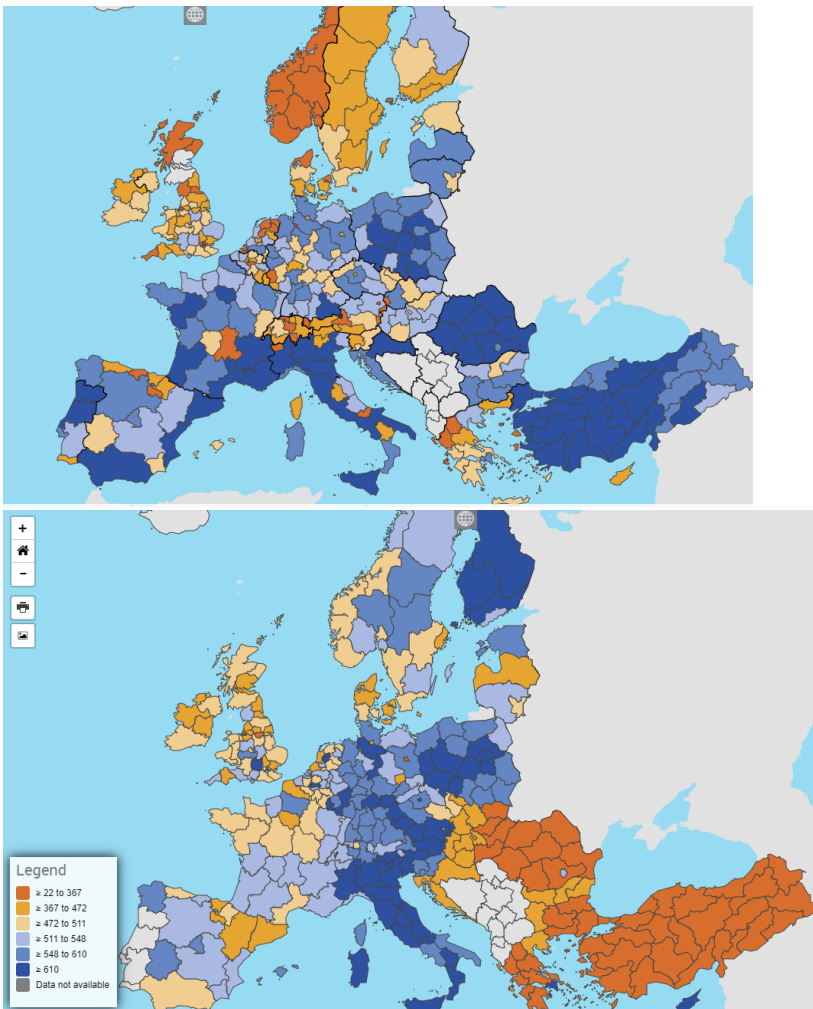 +
−
Legend
≥ 22 to 367
≥ 367 to 472
≥ 472 to 511
≥ 511 to 548
≥ 548 to 610
≥ 610
Data not available